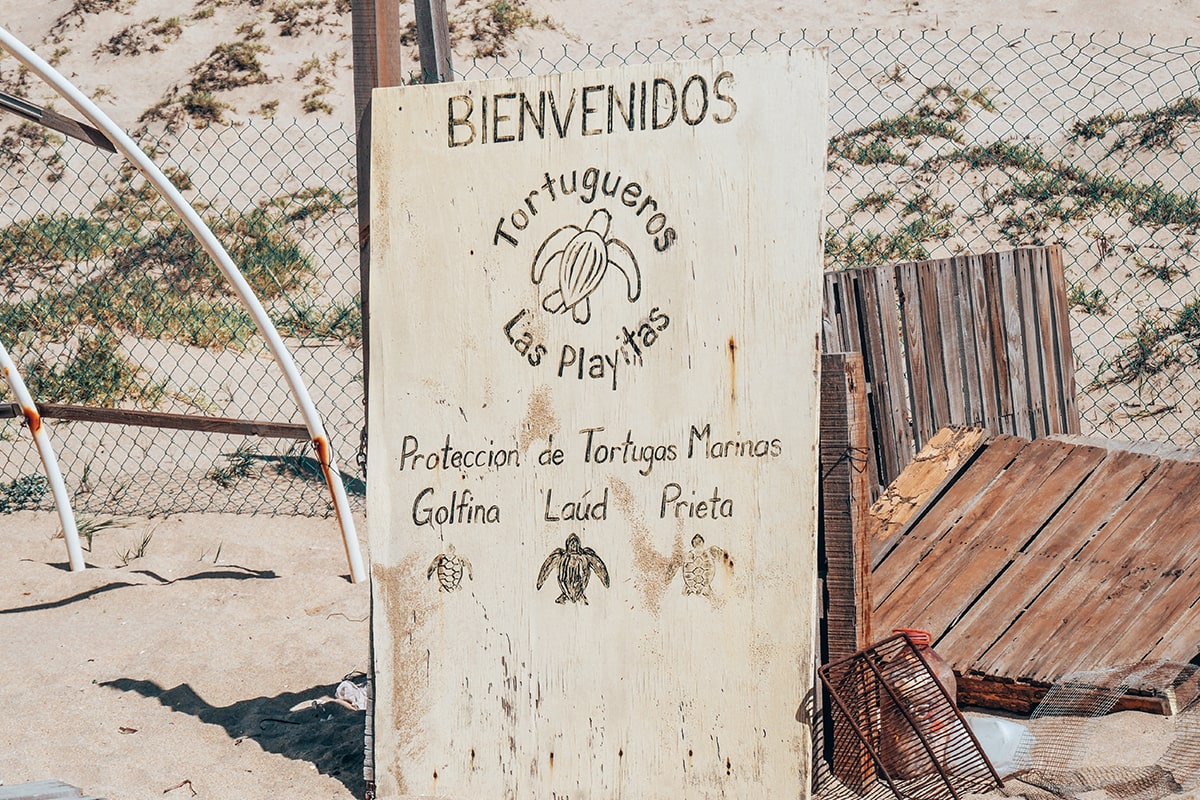 BIENVENIDOS
Tortugueros
Las Playitas
Proteccion de Tortugas Marinas
Golfina Laúd Prieta